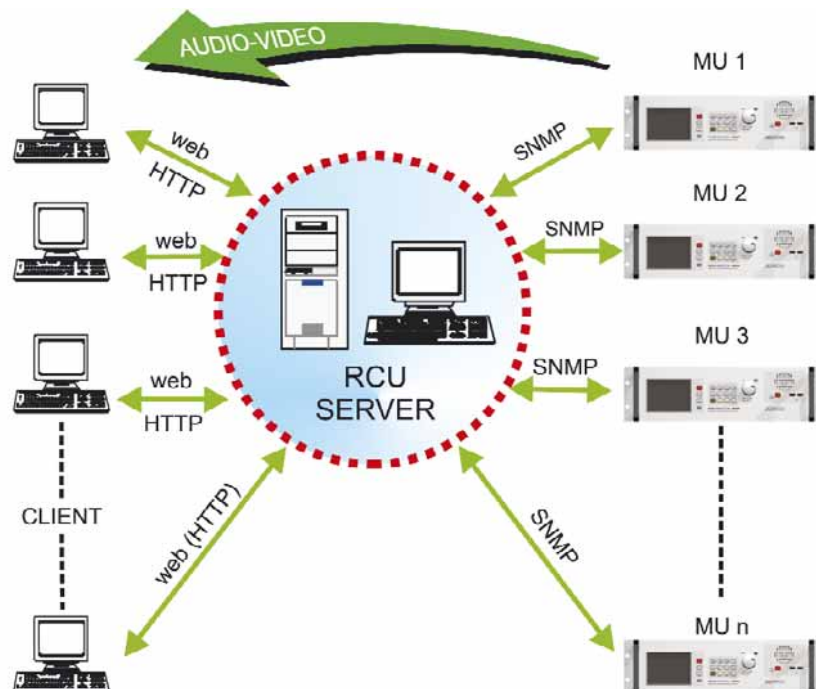 AUDIO-VIDEO
MU 1
web
HTTP
SNMP
MU 2
web
HTTP
SNMP
MU 3
web
HTTP
SNMP
RCU
SERVER
CLIENT
web (HTTP)
SNMP
MU n